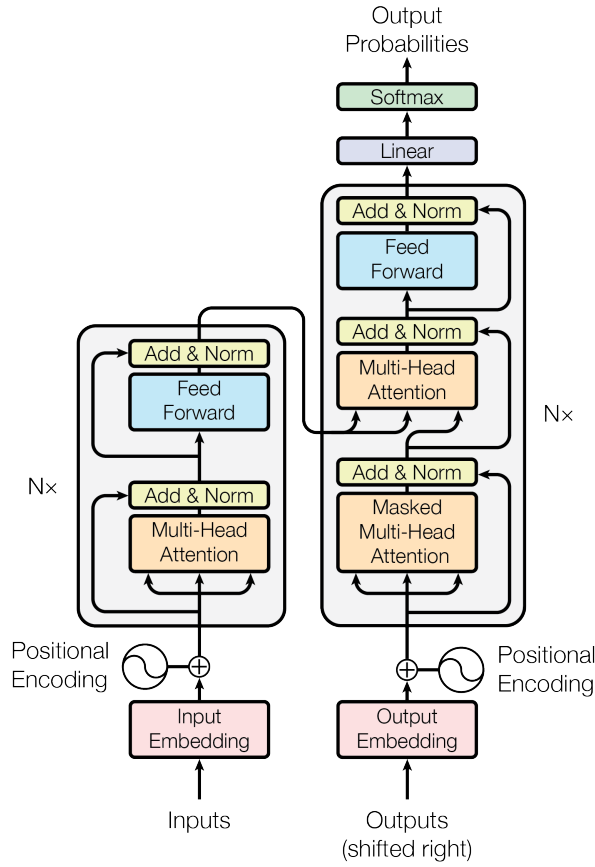 Output
Probabilities
Softmax
Linear
Add & Norm
Feed
Forward
Add & Norm
Multi-Head
Attention
Add & Norm
Masked
Multi-Head
Attention
N×
Add & Norm
Feed
Forward
Add & Norm
Multi-Head
Attention
N×
Positional
Encoding
Positional
Encoding
Input
Embedding
Output
Embedding
Inputs
Outputs
(shifted right)